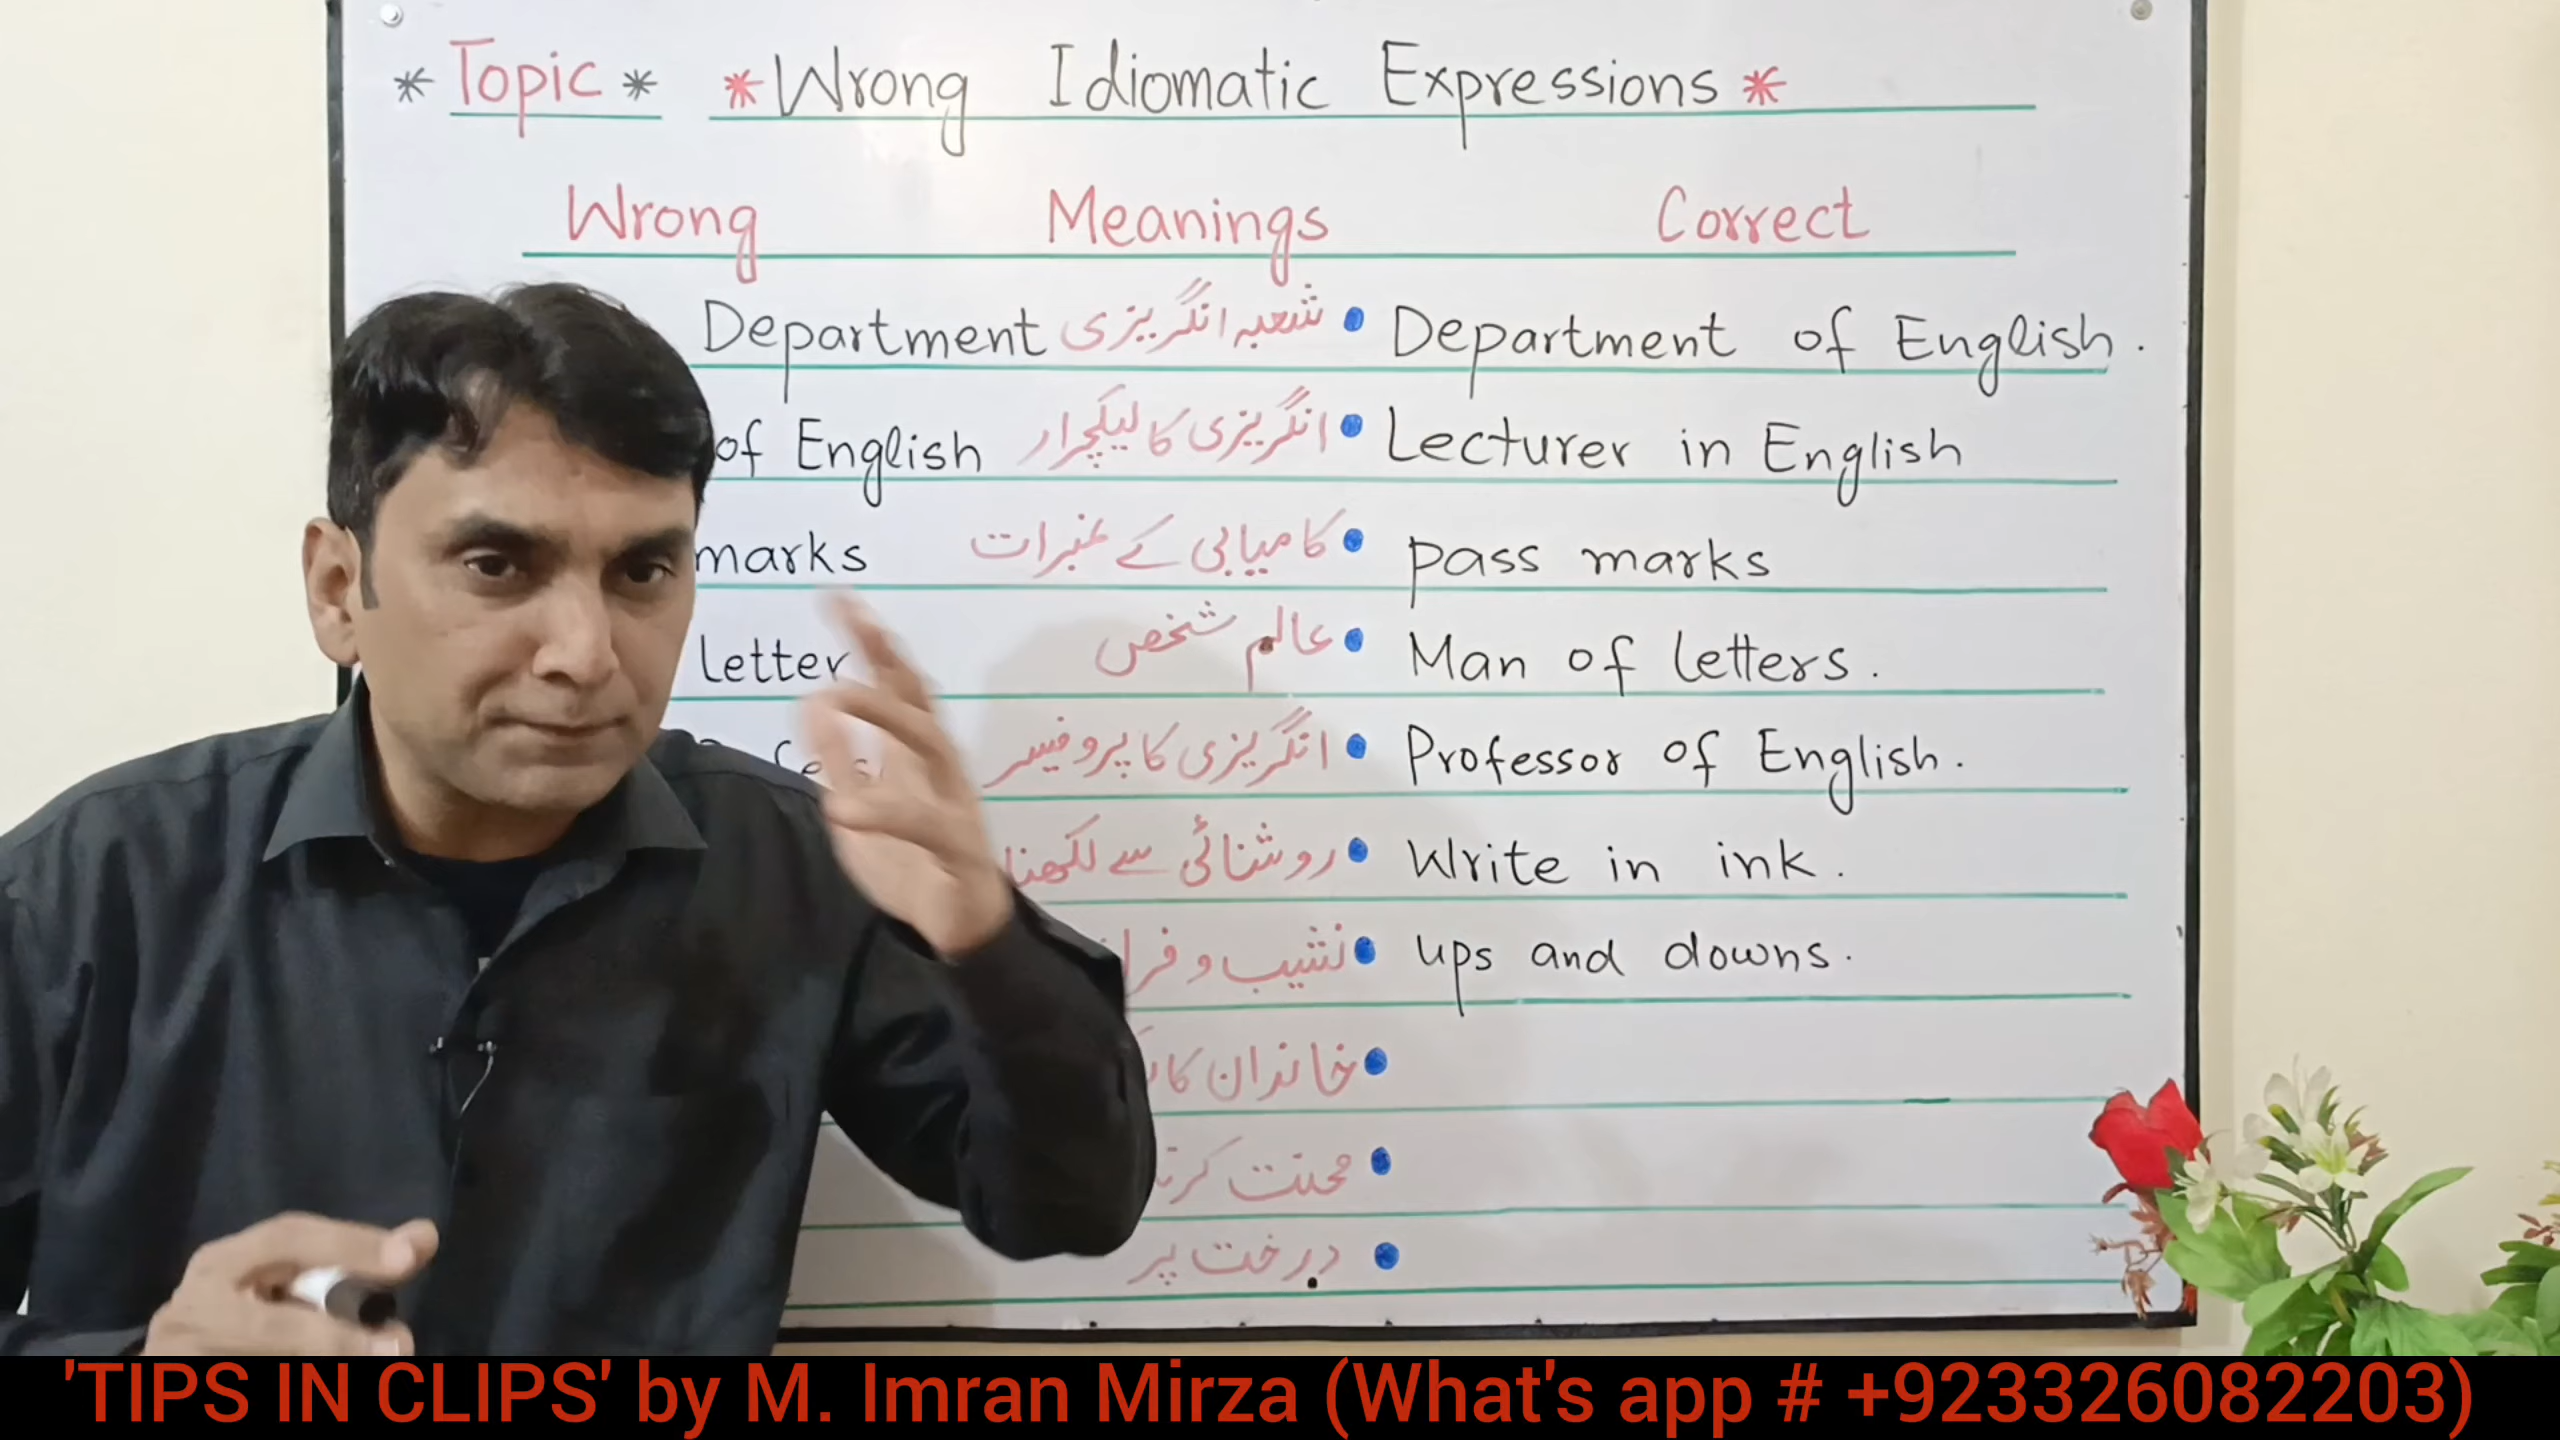 * Topic * * Wrong Idiomatic Expressions *
Wrong Meanings Correct
Department شعبہ انگریزی • Department of English.
of English انگریزی کا لیکچرار • Lecturer in English
marks کامیابی کے نمبرات • pass marks
letter عالم شخص • Man of letters.
انگریزی کا پروفیسر • Professor of English.
روشنائی سے لکھنا • Write in ink.
نشیب و • ups and downs.
خاندان •
محنت •
درخت پر •
'TIPS IN CLIPS' by M. Imran Mirza (What's app # +923326082203)